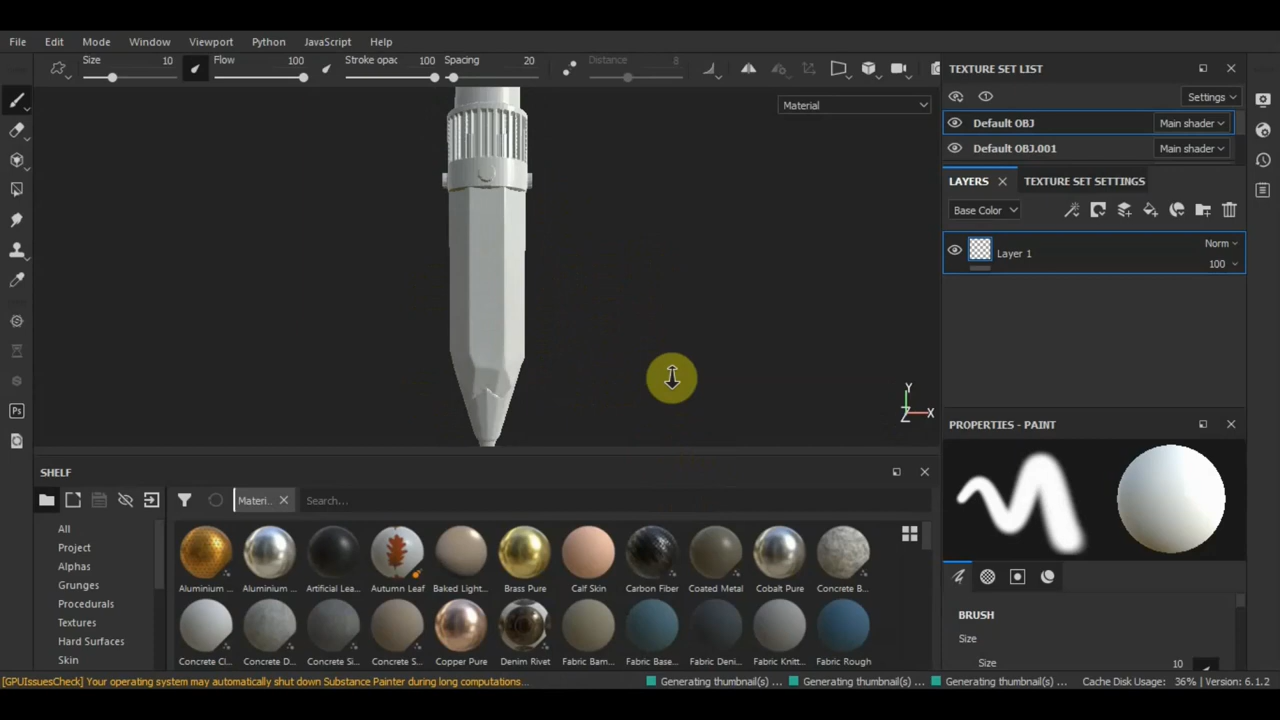 File Edit Mode Window Viewport Python JavaScript Help
Size 10 Flow 100 Stroke opac 100 Spacing 20 Distance 8
Material
TEXTURE SET LIST
Settings
Default OBJ Main shader
Default OBJ.001 Main shader
LAYERS TEXTURE SET SETTINGS
Base Color
Layer 1 Norm
100
Y
Z X
PROPERTIES - PAINT
SHELF
Materi.. Search...
All
Project
Alphas
Grunges
Procedurals
Textures
Hard Surfaces
Skin
Aluminium ... Aluminium ... Artificial Lea... Autumn Leaf Baked Light... Brass Pure Calf Skin Carbon Fiber Coated Metal Cobalt Pure Concrete B...
Concrete Cl... Concrete D... Concrete Si... Concrete S... Copper Pure Denim Rivet Fabric Bam... Fabric Base... Fabric Deni... Fabric Knitt... Fabric Rough
BRUSH
Size
Size 10
[GPUIssuesCheck] Your operating system may automatically shut down Substance Painter during long computations... Generating thumbnail(s) ... Generating thumbnail(s) ... Generating thumbnail(s) ... Cache Disk Usage: 36% | Version: 6.1.2
Ps